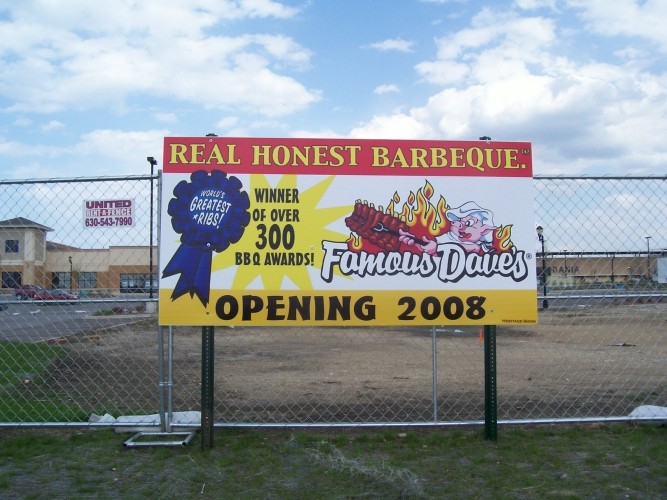 REAL HONEST BARBEQUE.
WORLD'S
GREATEST
RIBS!
WINNER
OF OVER
300
BBQ AWARDS!
Famous Dave's®
OPENING 2008
UNITED
RENT-A-FENCE
630-543-7990
DANIA